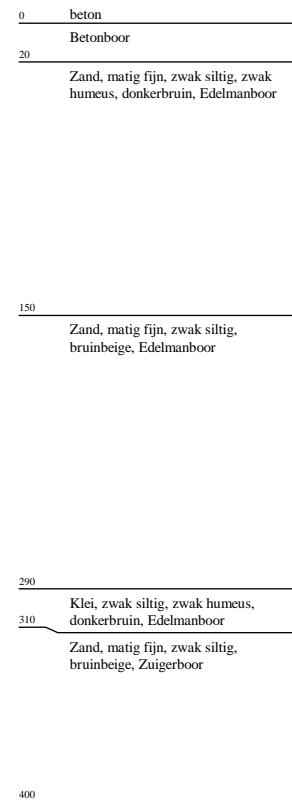 0 beton
Betonboor
20
Zand, matig fijn, zwak siltig, zwak
humeus, donkerbruin, Edelmanboor
150
Zand, matig fijn, zwak siltig,
bruinbeige, Edelmanboor
290
Klei, zwak siltig, zwak humeus,
310 donkerbruin, Edelmanboor
Zand, matig fijn, zwak siltig,
bruinbeige, Zuigerboor
400